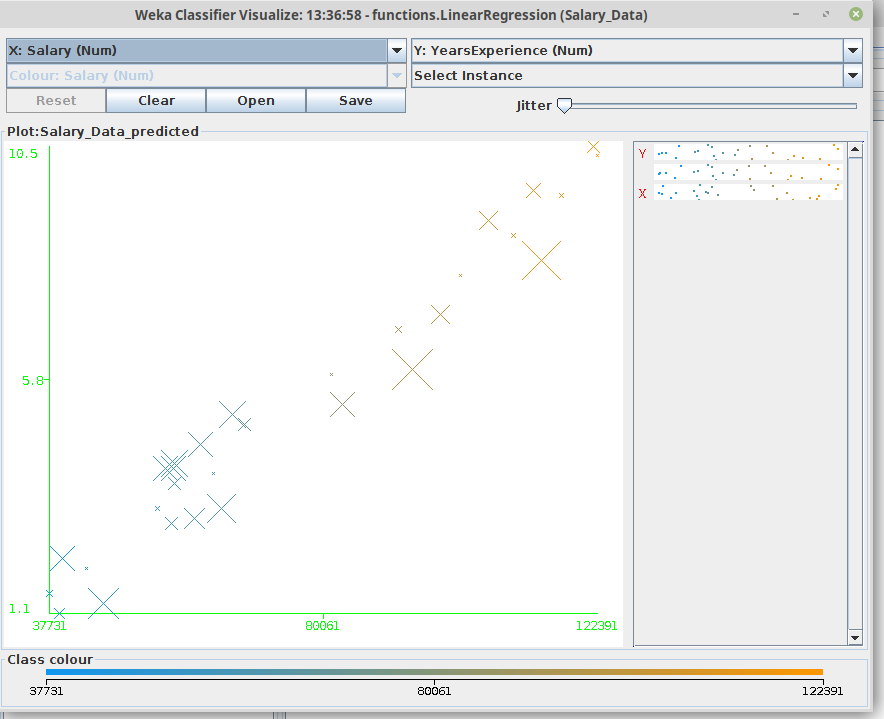 Weka Classifier Visualize: 13:36:58 - functions.LinearRegression (Salary_Data)
X: Salary (Num) Y: YearsExperience (Num)
Colour: Salary (Num) Select Instance
Reset Clear Open Save Jitter
Plot:Salary_Data_predicted
10.5
5.8
1.1
37731 80061 122391
Y
X
Class colour
37731 80061 122391